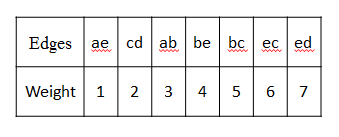 Edges ae cd ab be bc ec ed
Weight 1 2 3 4 5 6 7